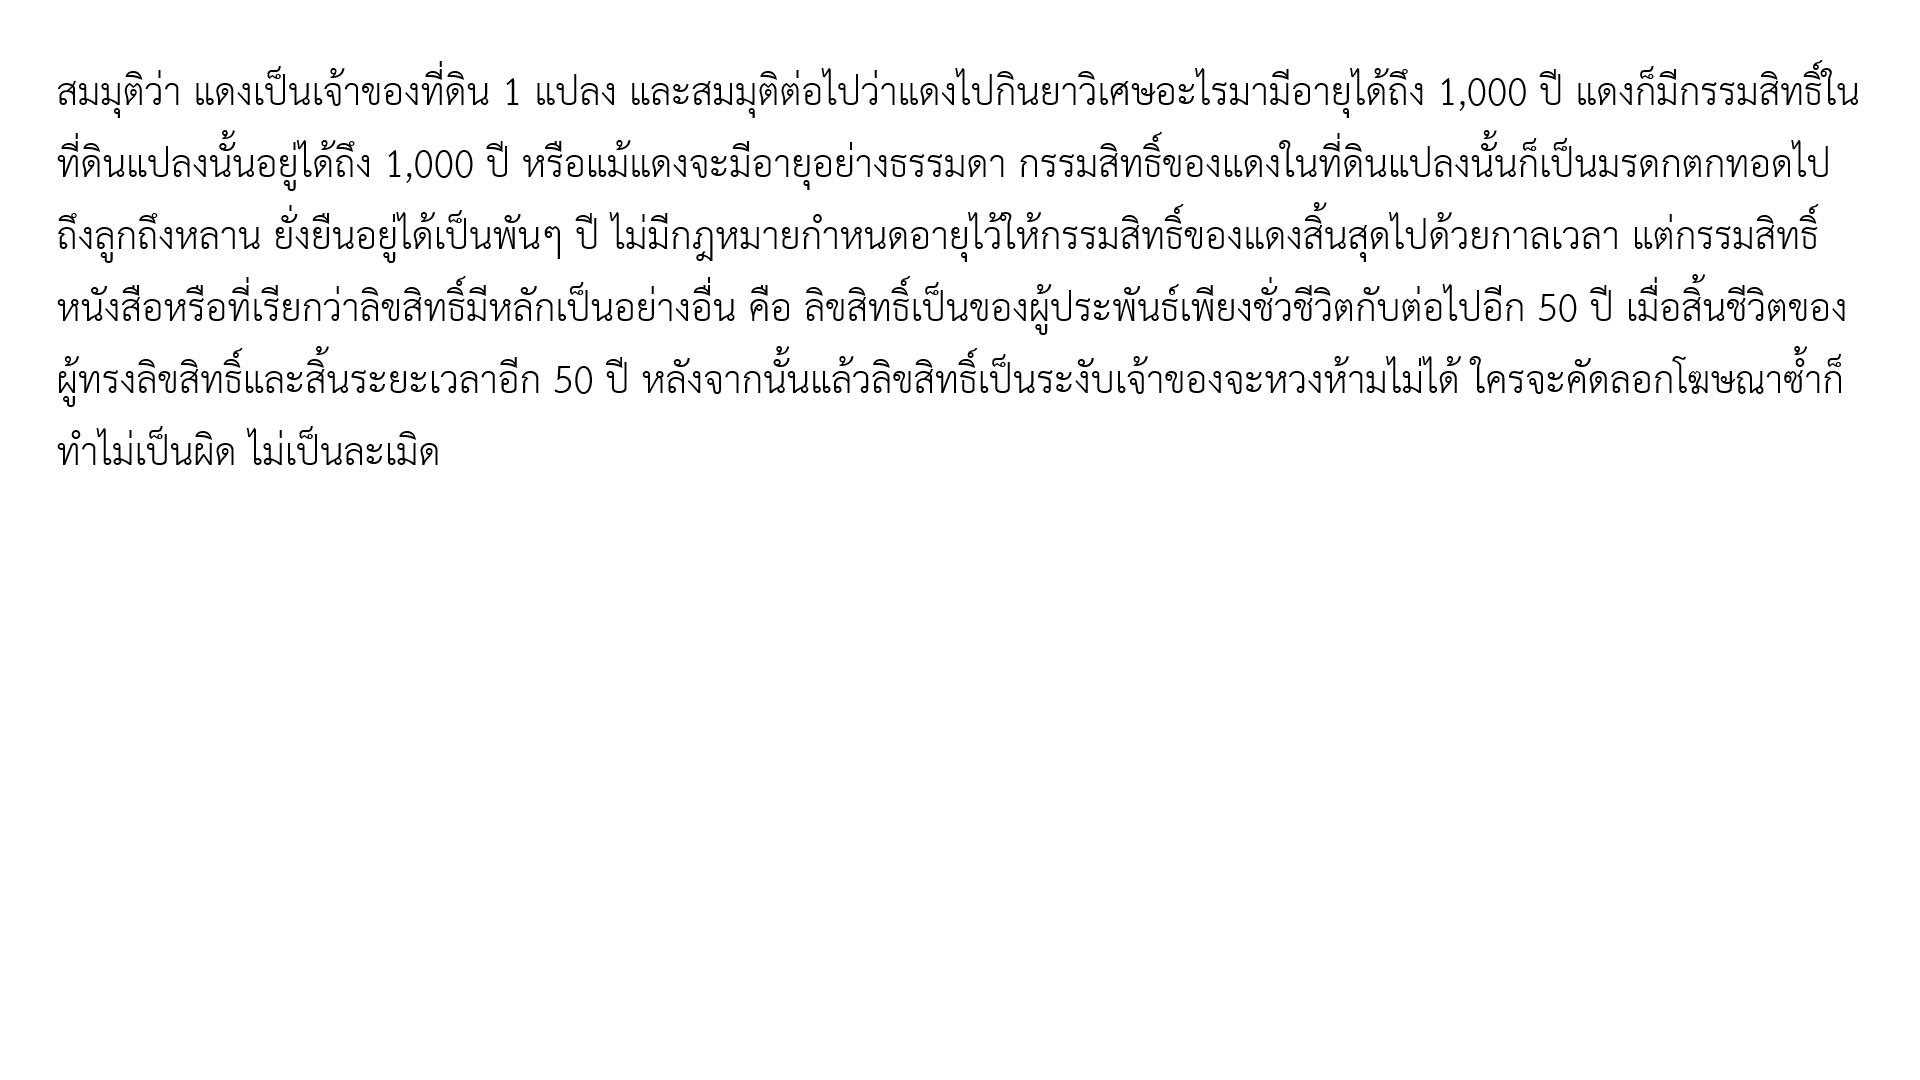 สมมุติว่า แดงเป็นเจ้าของที่ดิน 1 แปลง และสมมุติต่อไปว่าแดงไปกินยาวิเศษอะไรมามีอายุได้ถึง 1,000 ปี แดงก็มีกรรมสิทธิ์ใน
ที่ดินแปลงนั้นอยู่ได้ถึง 1,000 ปี หรือแม้แดงจะมีอายุอย่างธรรมดา กรรมสิทธิ์ของแดงในที่ดินแปลงนั้นก็เป็นมรดกตกทอดไป
ถึงลูกถึงหลาน ยั่งยืนอยู่ได้เป็นพันๆ ปี ไม่มีกฎหมายกำหนดอายุไว้ให้กรรมสิทธิ์ของแดงสิ้นสุดไปด้วยกาลเวลา แต่กรรมสิทธิ์
หนังสือหรือที่เรียกว่าลิขสิทธิ์มีหลักเป็นอย่างอื่น คือ ลิขสิทธิ์เป็นของผู้ประพันธ์เพียงชั่วชีวิตกับต่อไปอีก 50 ปี เมื่อสิ้นชีวิตของ
ผู้ทรงลิขสิทธิ์และสิ้นระยะเวลาอีก 50 ปี หลังจากนั้นแล้วลิขสิทธิ์เป็นระงับเจ้าของจะหวงห้ามไม่ได้ ใครจะคัดลอกโฆษณาซ้ำก็
ทำไม่เป็นผิด ไม่เป็นละเมิด